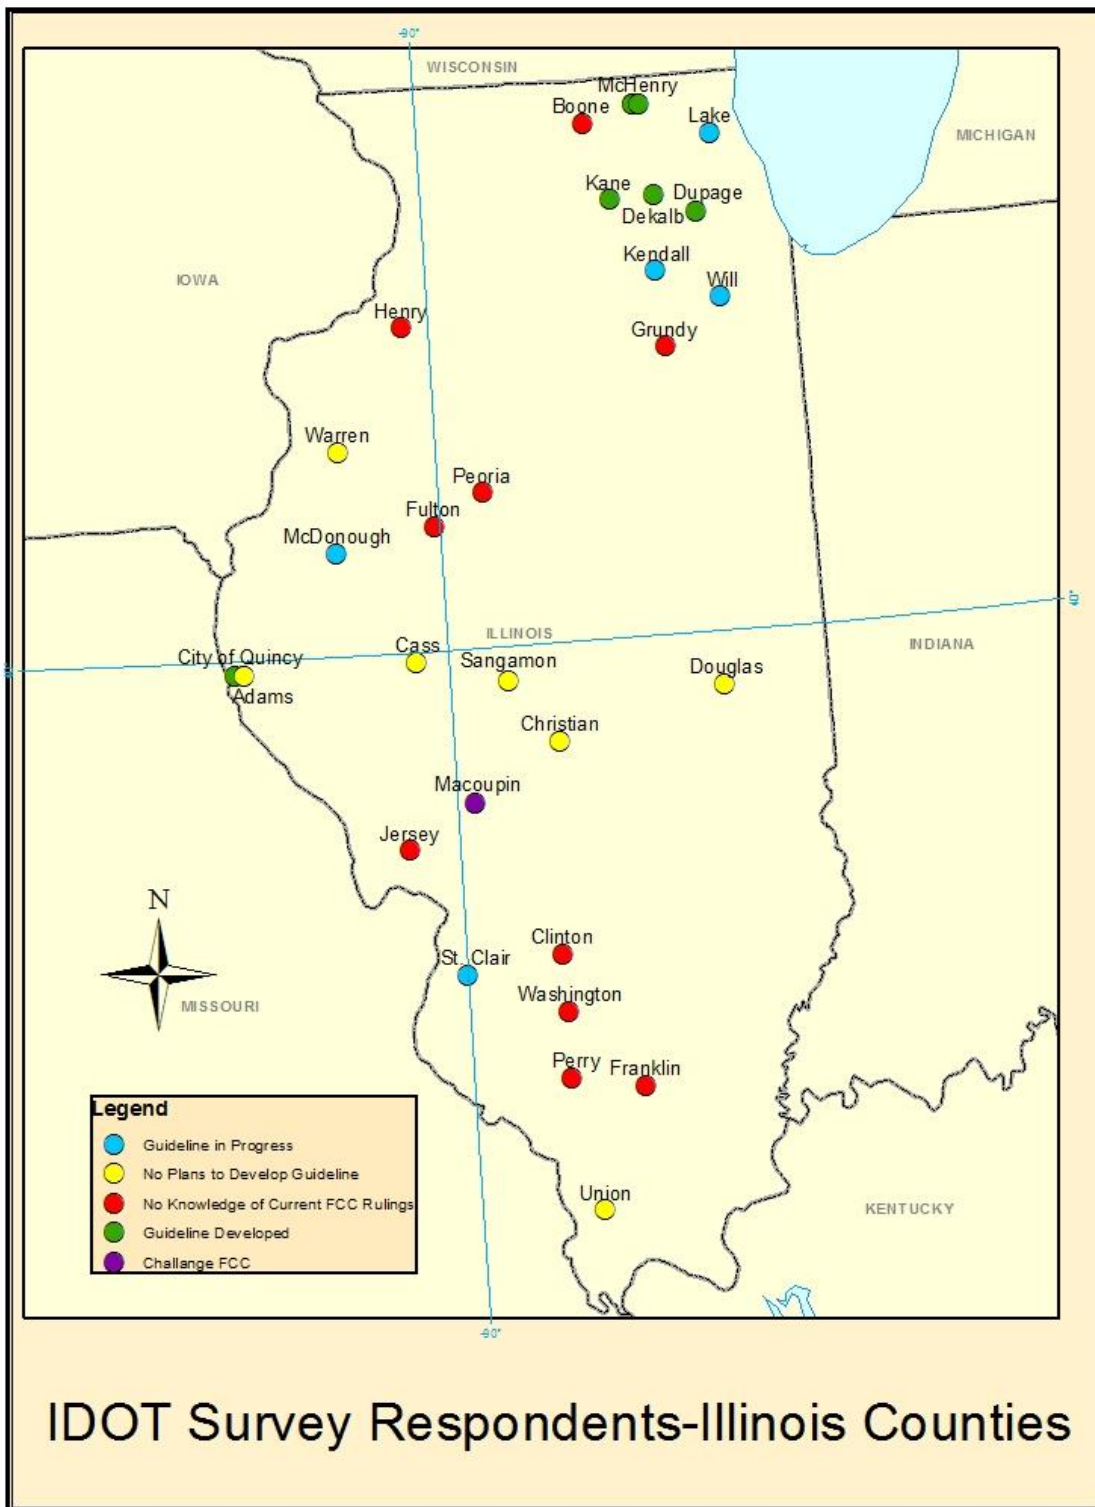 -90°
WISCONSIN
McHenry
Boone
Lake
MICHIGAN
Kane
Dupage
Dekalb
Kendall
IOWA
Will
Henry
Grundy
Warren
Peoria
Fulton
McDonough
40°
ILLINOIS
INDIANA
Cass
City of Quincy
Sangamon
Douglas
Adams
Christian
Macoupin
Jersey
N
Clinton
St. Clair
Washington
MISSOURI
Perry
Franklin
Legend
Guideline in Progress
No Plans to Develop Guideline
No Knowledge of Current FCC Rulings
Guideline Developed
Challange FCC
Union
KENTUCKY
-90°
IDOT Survey Respondents-Illinois Counties